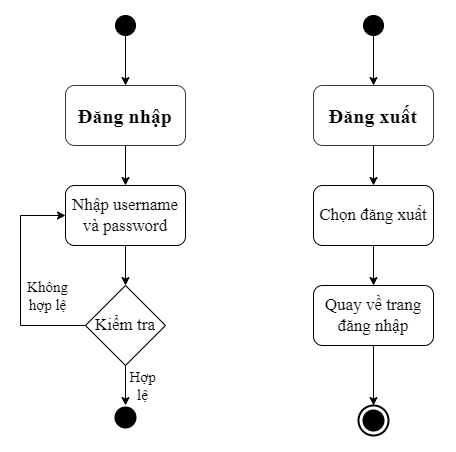 Đăng nhập
Nhập username
và password
Không
hợp lệ
Kiểm tra
Hợp
lệ
Đăng xuất
Chọn đăng xuất
Quay về trang
đăng nhập